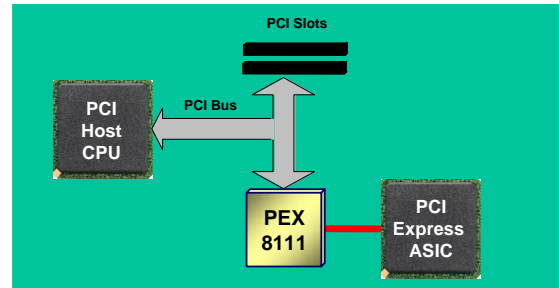 PCI Slots
PCI
Host
CPU
PCI Bus
PEX
8111
PCI
Express
ASIC